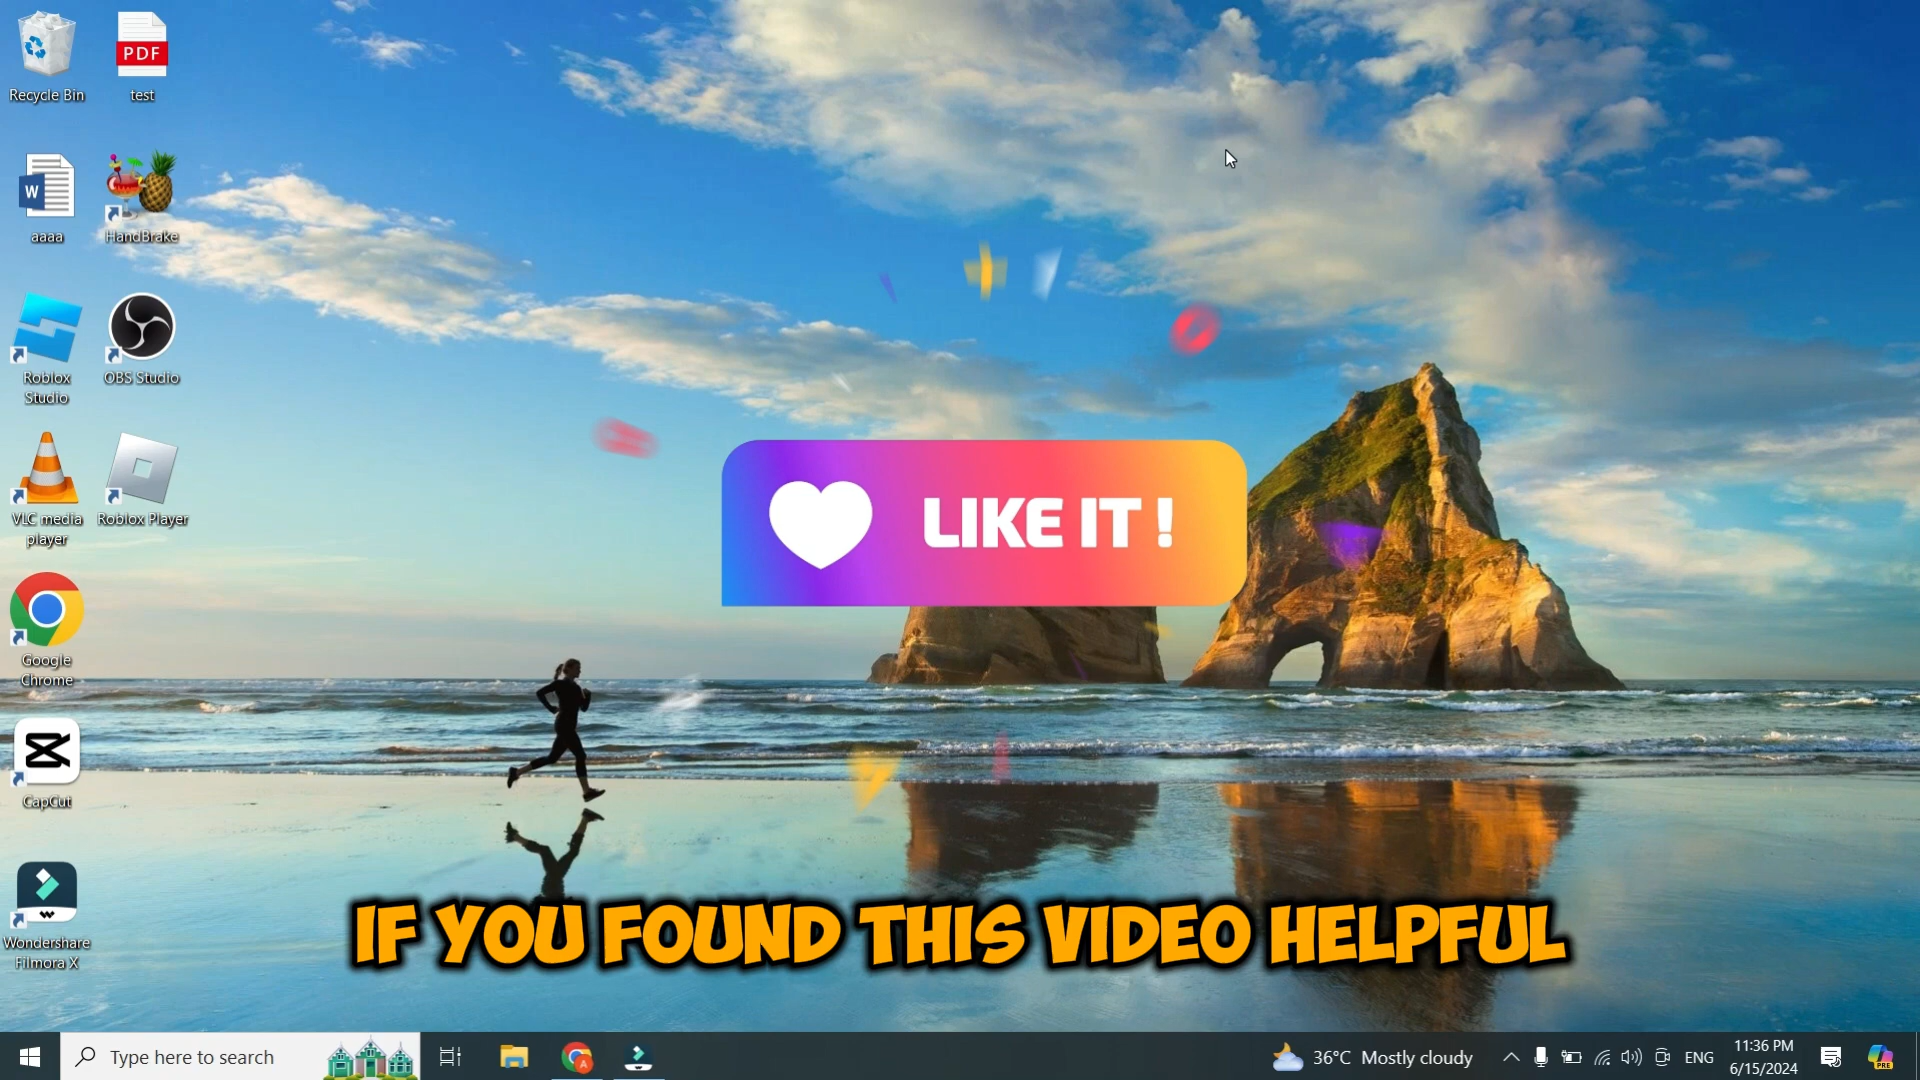 Recycle Bin
PDF
test
W
aaaa
HandBrake
Roblox
Studio
OBS Studio
VLC media
player
Roblox Player
Google
Chrome
CapCut
Wondershare
Filmora X
LIKE IT !
IF YOU FOUND THIS VIDEO HELPFUL
Type here to search
A
36°C Mostly cloudy
ENG
11:36 PM
6/15/2024
PRE